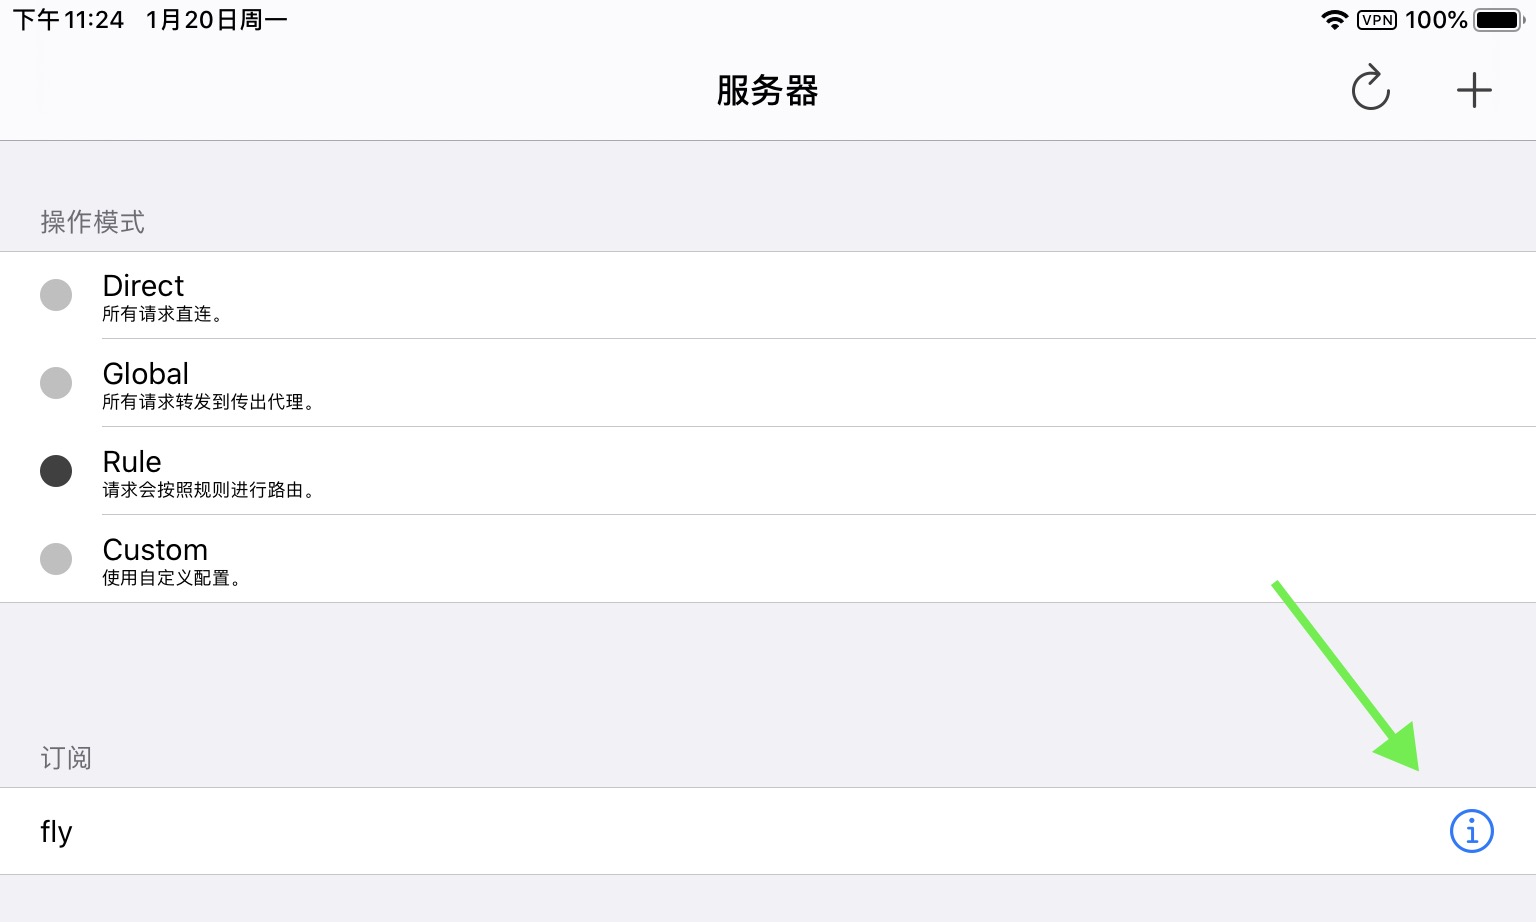 下午11:24 1月20日周一 VPN 100%
服务器
操作模式
Direct
所有请求直连。
Global
所有请求转发到传出代理。
Rule
请求会按照规则进行路由。
Custom
使用自定义配置。
订阅
fly